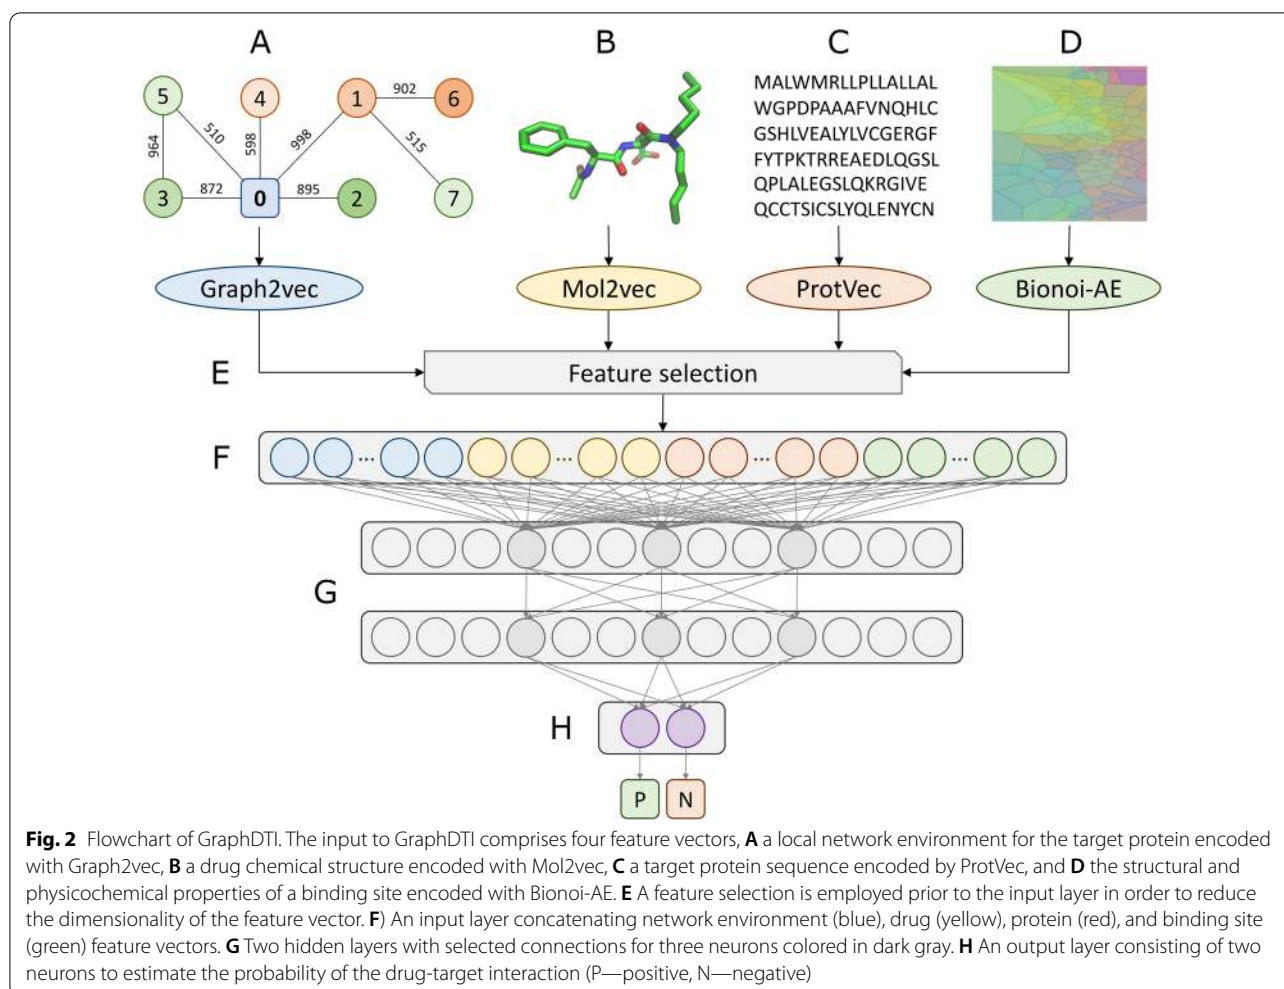 A B C D
5 4 1 902 6
964 510 598 998 515
3 872 0 895 2 7
MALWMRLLPLLALLAL
WGPDPAAAFVNQHLC
GSHLVEALYLVCGERGF
FYTPKTRREAEDLQGSL
QPLALEGSLQKRGIVE
QCCTSICSLYQLENYCN
Graph2vec Mol2vec ProtVec Bionoi-AE
E Feature selection
F ... ... ... ...
G
H
P N
Fig. 2 Flowchart of GraphDTI. The input to GraphDTI comprises four feature vectors, A a local network environment for the target protein encoded
with Graph2vec, B a drug chemical structure encoded with Mol2vec, C a target protein sequence encoded by ProtVec, and D the structural and
physicochemical properties of a binding site encoded with Bionoi-AE. E A feature selection is employed prior to the input layer in order to reduce
the dimensionality of the feature vector. F) An input layer concatenating network environment (blue), drug (yellow), protein (red), and binding site
(green) feature vectors. G Two hidden layers with selected connections for three neurons colored in dark gray. H An output layer consisting of two
neurons to estimate the probability of the drug-target interaction (P—positive, N—negative)